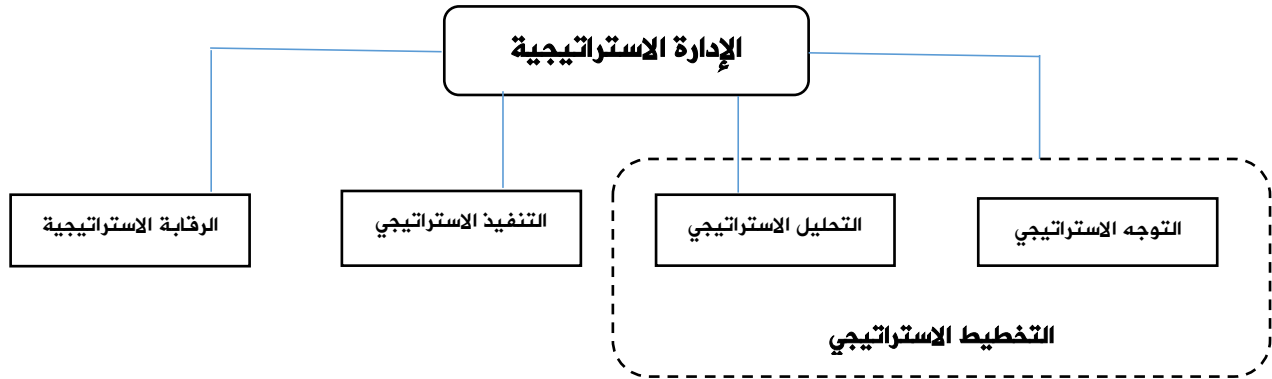 الإدارة الاستراتيجية
التوجه الاستراتيجي
التحليل الاستراتيجي
التنفيذ الاستراتيجي
الرقابة الاستراتيجية
التخطيط الاستراتيجي